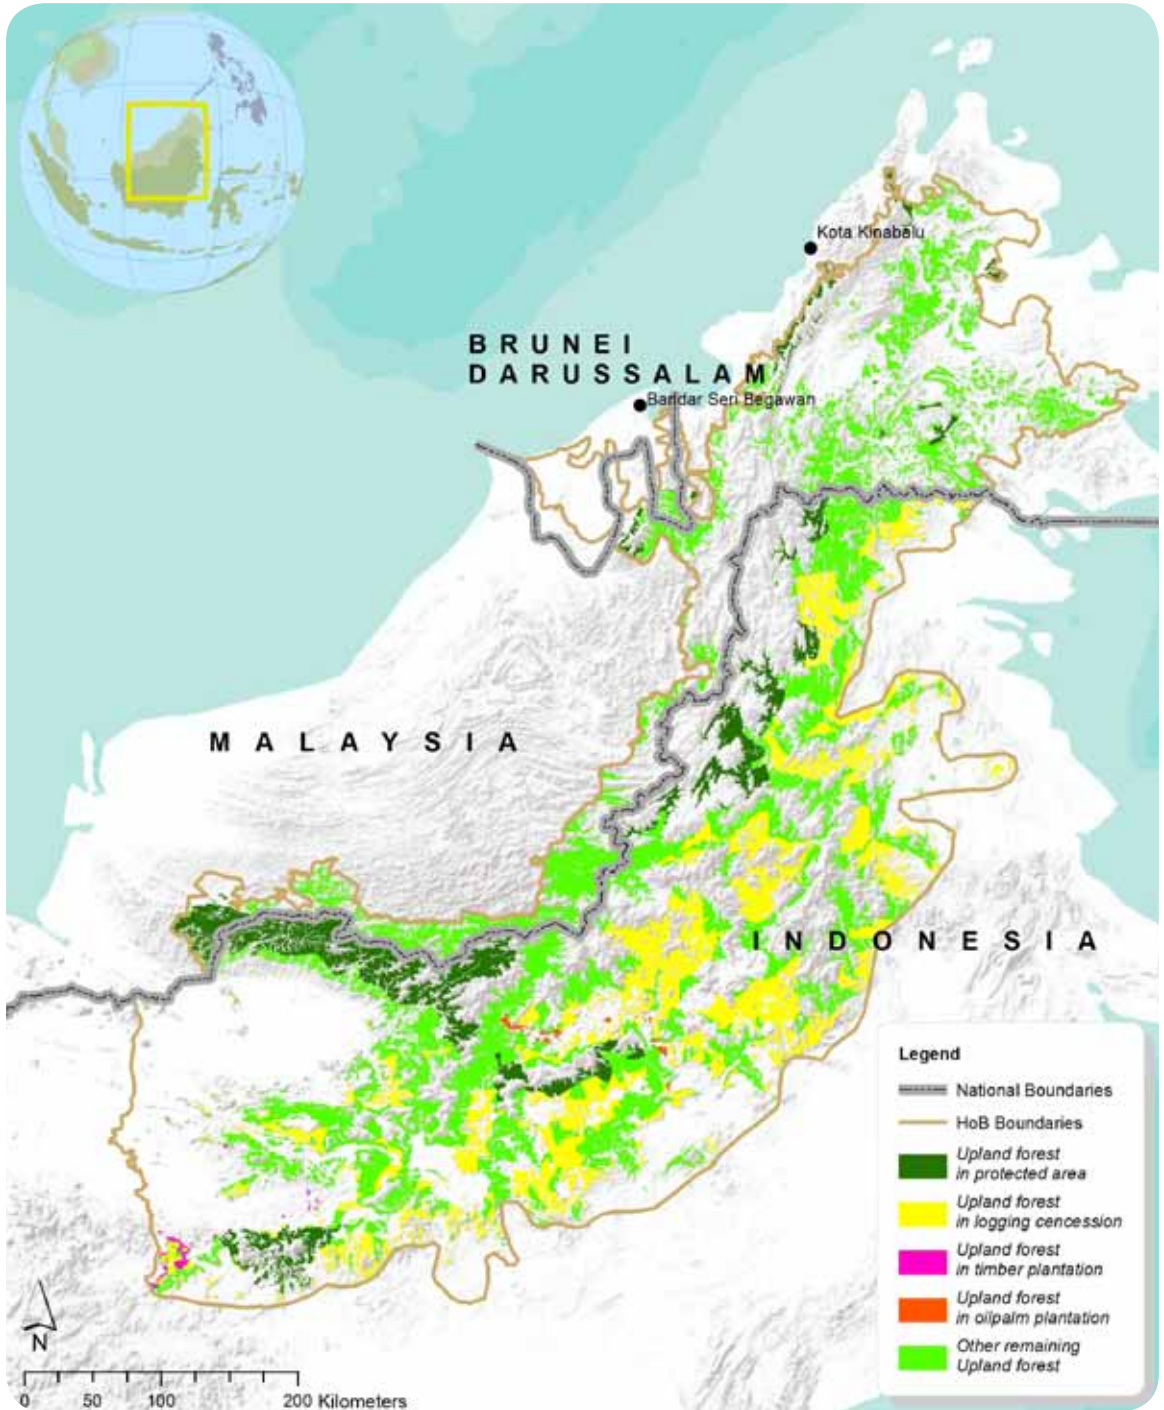 Kota Kinabalu
BRUNEI
DARUSSALAM
Bandar Seri Begawan
MALAYSIA
INDONESIA
Legend
National Boundaries
HoB Boundaries
Upland forest
in protected area
Upland forest
in logging cencession
Upland forest
in timber plantation
Upland forest
in oilpalm plantation
Other remaining
Upland forest
N
0 50 100 200 Kilometers